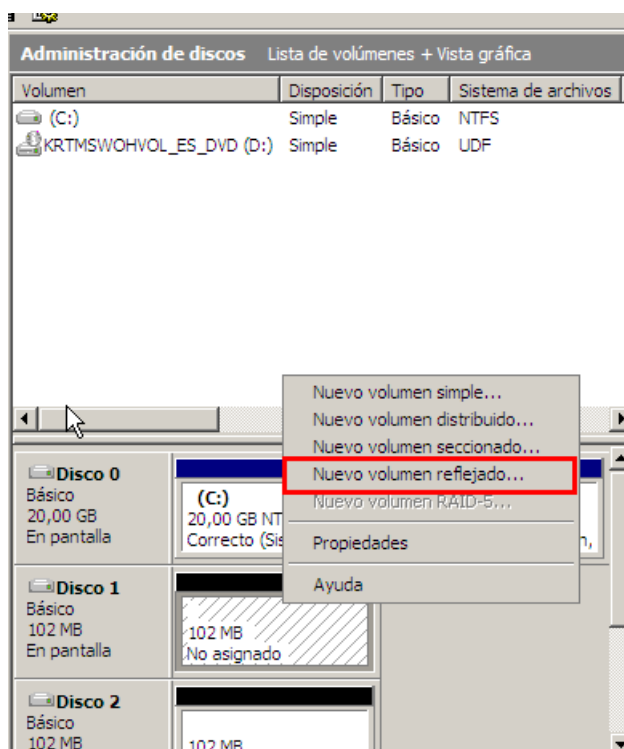 Administración de discos Lista de volúmenes + Vista gráfica
Volumen Disposición Tipo Sistema de archivos
(C:) Simple Básico NTFS
KRTMSWOHVOL_ES_DVD (D:) Simple Básico UDF
Nuevo volumen simple...
Nuevo volumen distribuido...
Nuevo volumen seccionado...
Nuevo volumen reflejado...
Nuevo volumen RAID-5...
Propiedades
Ayuda
Disco 0
Básico
20,00 GB
En pantalla
(C:)
20,00 GB NT
Correcto (Sis
Disco 1
Básico
102 MB
En pantalla
102 MB
No asignado
Disco 2
Básico
102 MB
102 MB